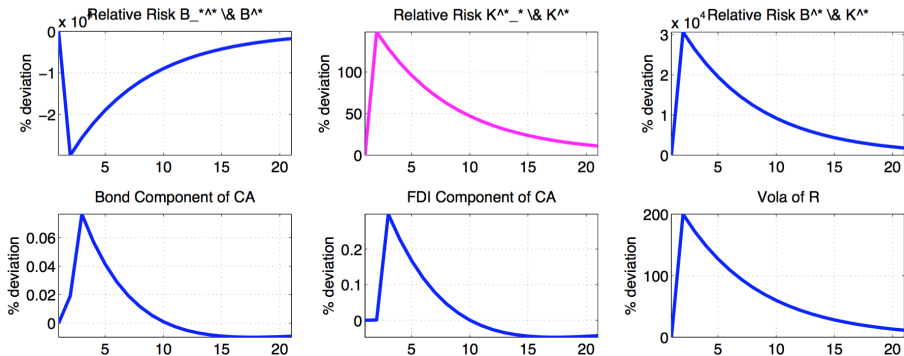 x 10
Relative Risk B_*^* \& B^*
% deviation
0
−1
−2
5 10 15 20
Relative Risk K^*_* \& K^*
% deviation
100
50
0
5 10 15 20
x 10^4
Relative Risk B^* \& K^*
% deviation
3
2
1
0
5 10 15 20
Bond Component of CA
% deviation
0.06
0.04
0.02
0
5 10 15 20
FDI Component of CA
% deviation
0.2
0.1
0
5 10 15 20
Vola of R
% deviation
200
100
0
5 10 15 20